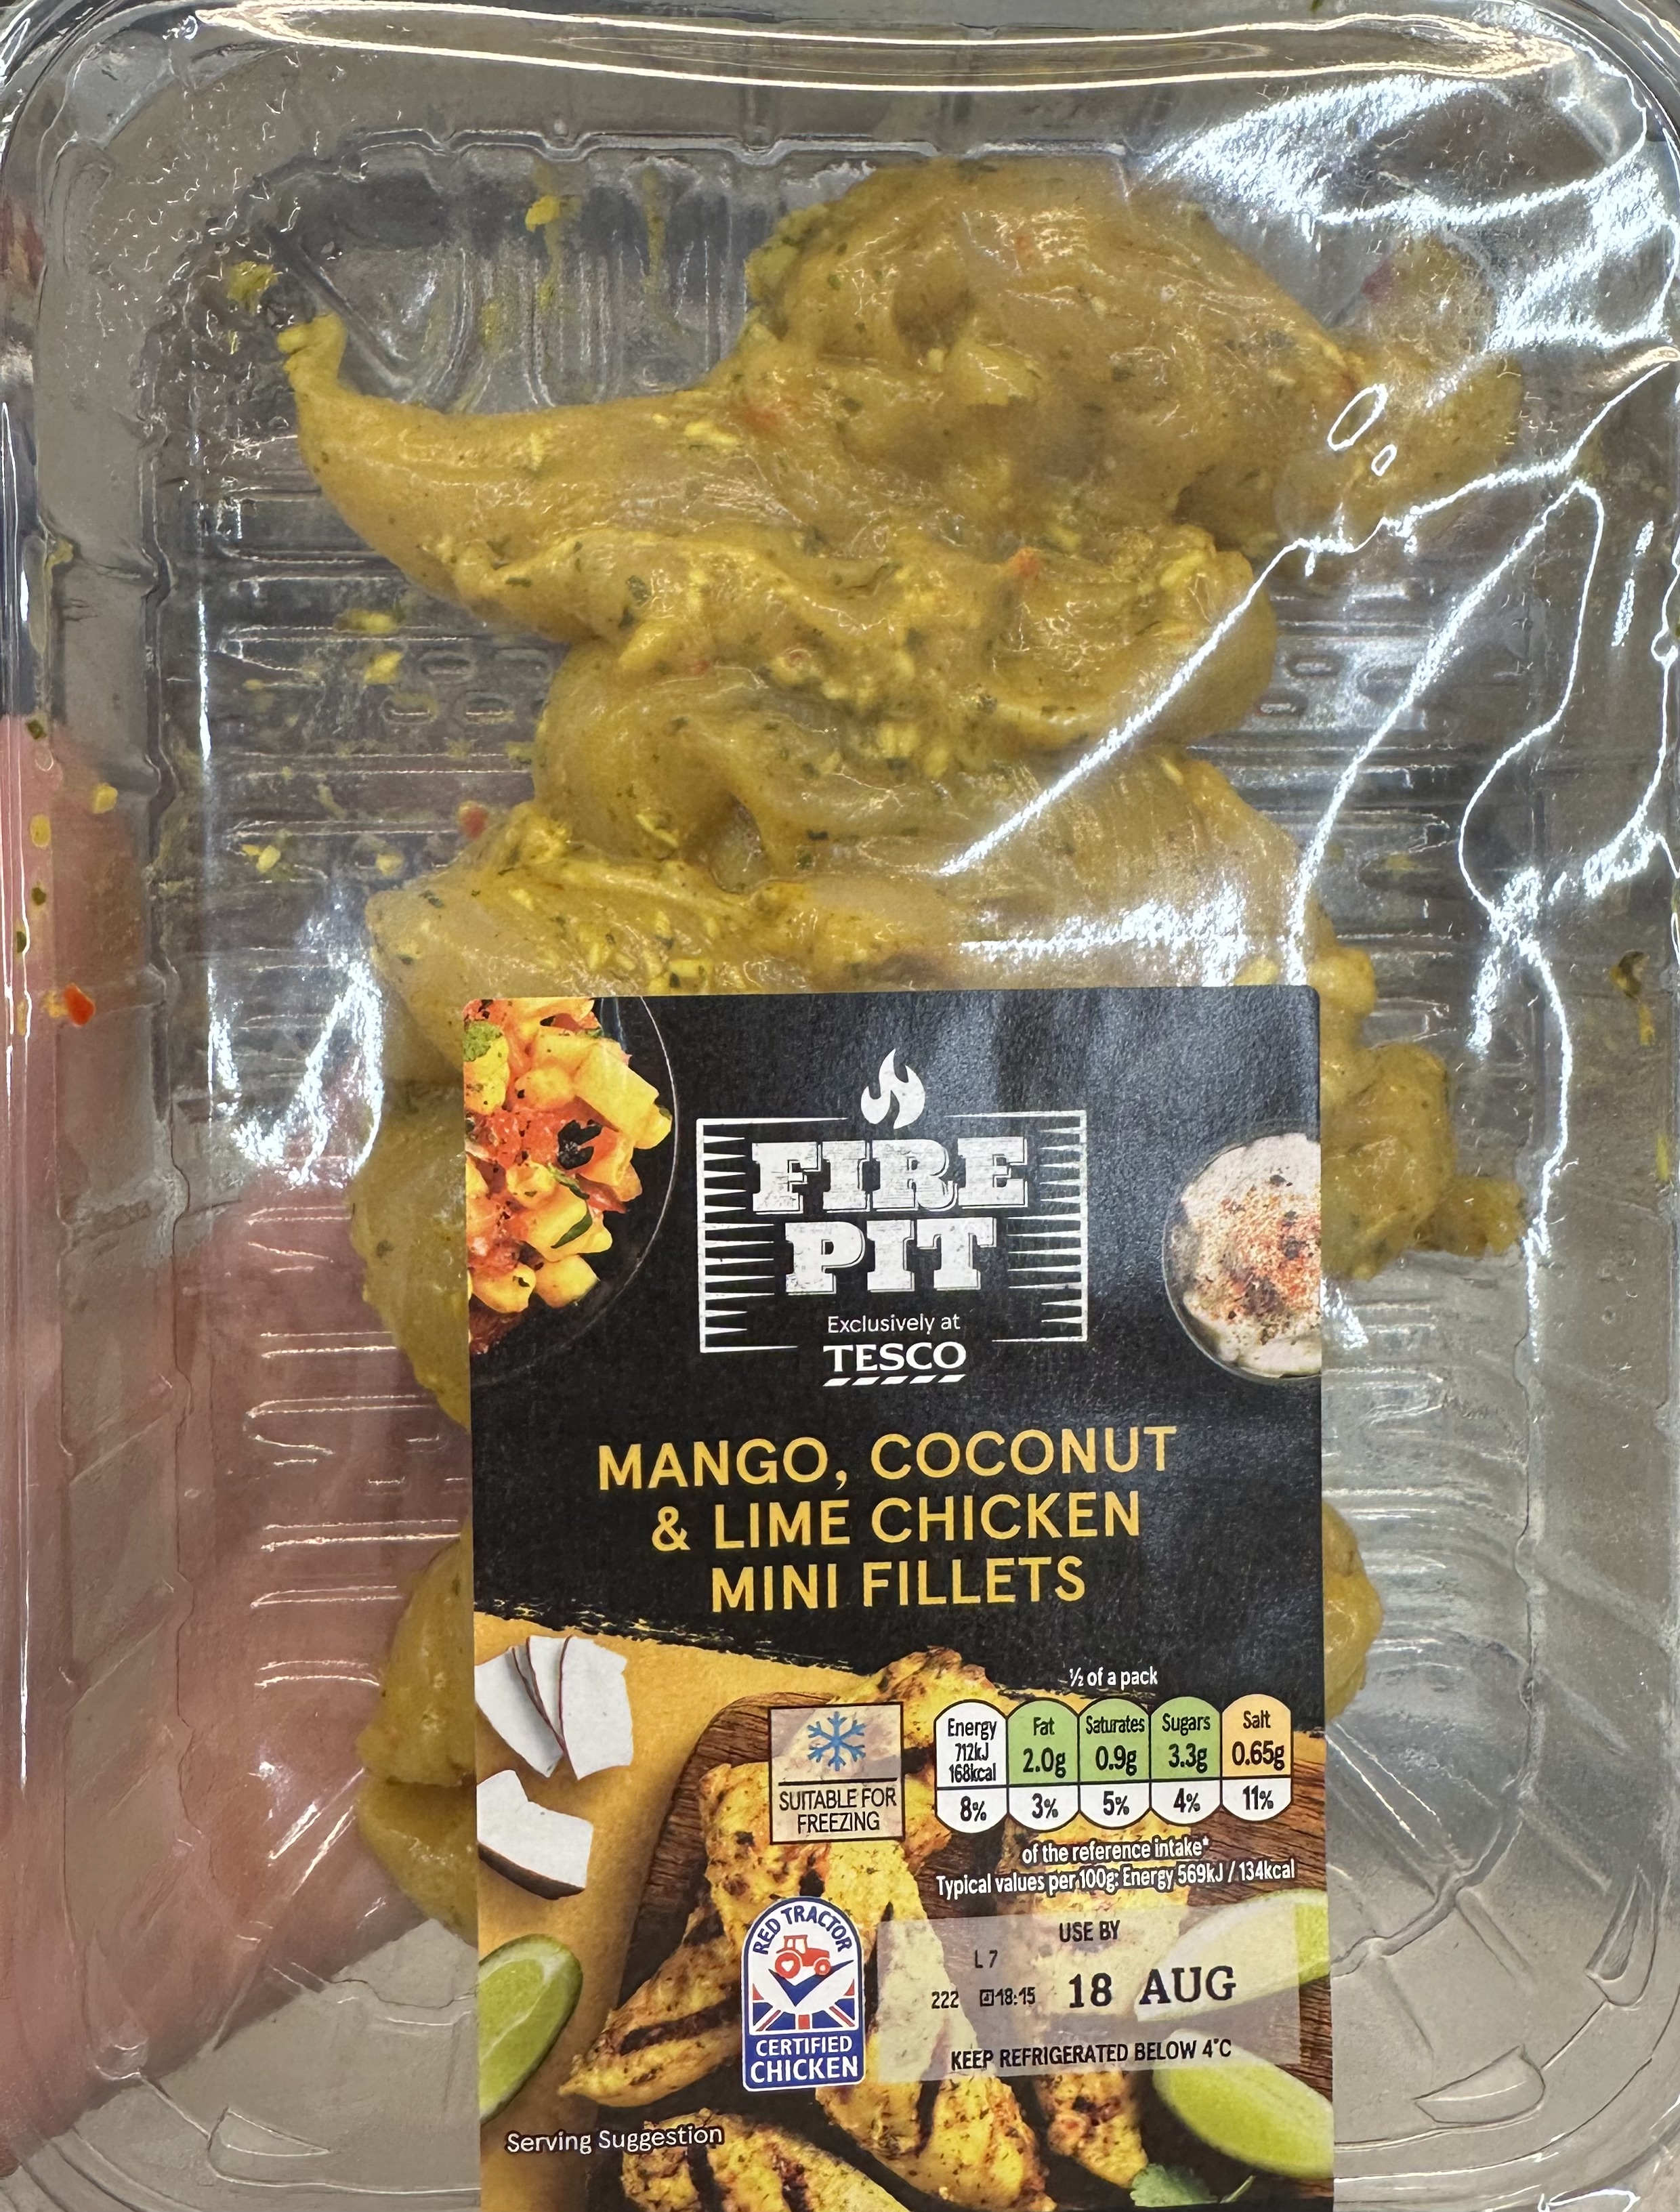 FIRE
PIT
Exclusively at
TESCO
MANGO, COCONUT
& LIME CHICKEN
MINI FILLETS
½ of a pack
Energy Fat Saturates Sugars Salt
712kJ
168kcal 2.0g 0.9g 3.3g 0.65g
8% 3% 5% 4% 11%
SUITABLE FOR
FREEZING
of the reference intake*
Typical values per 100g: Energy 569kJ / 134kcal
RED TRACTOR
CERTIFIED
CHICKEN
USE BY
L 7
222 18:15 18 AUG
KEEP REFRIGERATED BELOW 4°C
Serving Suggestion